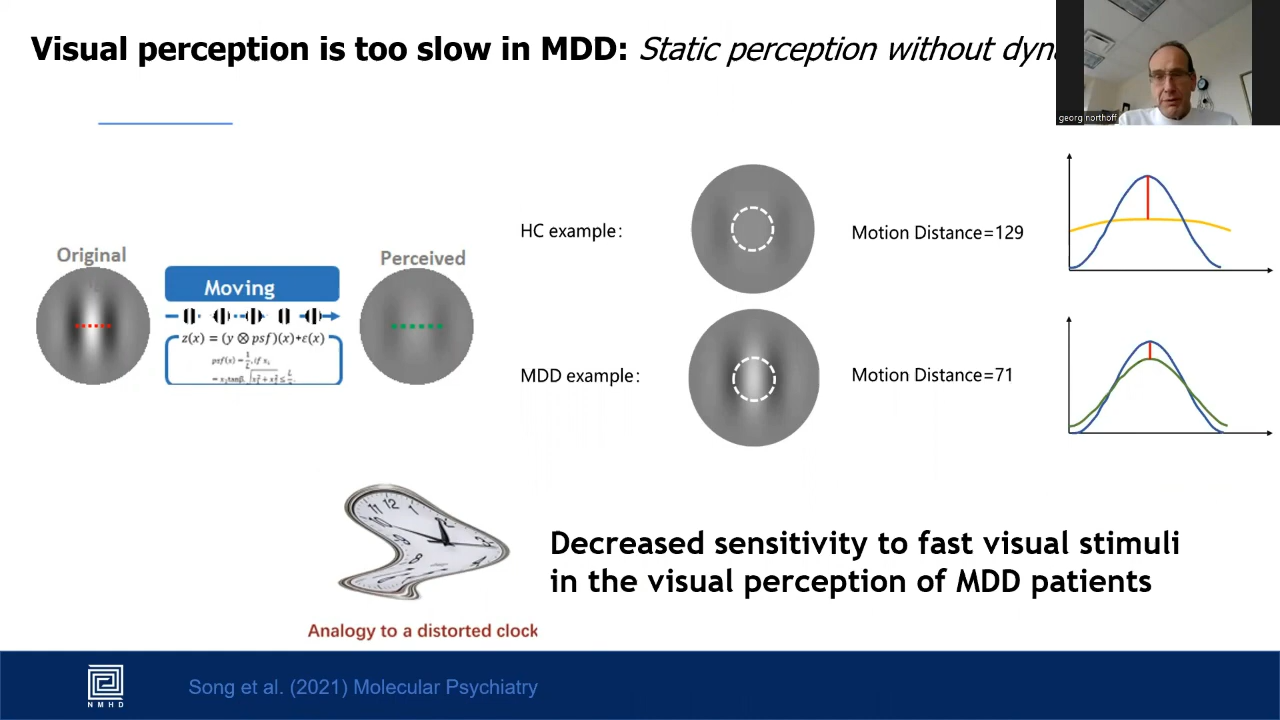 Visual perception is too slow in MDD: Static perception without
georg northoff
Original
Moving
z(x) = (y ⊗ psf)(x)+ε(x)
Perceived
HC example:
Motion Distance=129
MDD example:
Motion Distance=71
Decreased sensitivity to fast visual stimuli
in the visual perception of MDD patients
Analogy to a distorted clock
NMHD
Song et al. (2021) Molecular Psychiatry